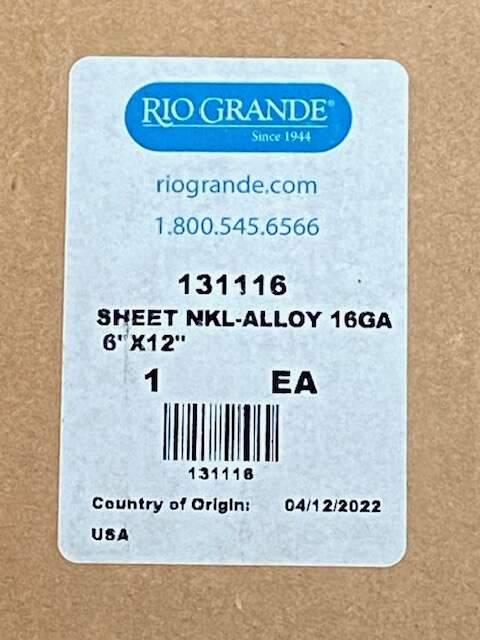 RIO GRANDE®
Since 1944
riogrande.com
1.800.545.6566
131116
SHEET NKL-ALLOY 16GA
6"X12"
1 EA
131116
Country of Origin: 04/12/2022
USA